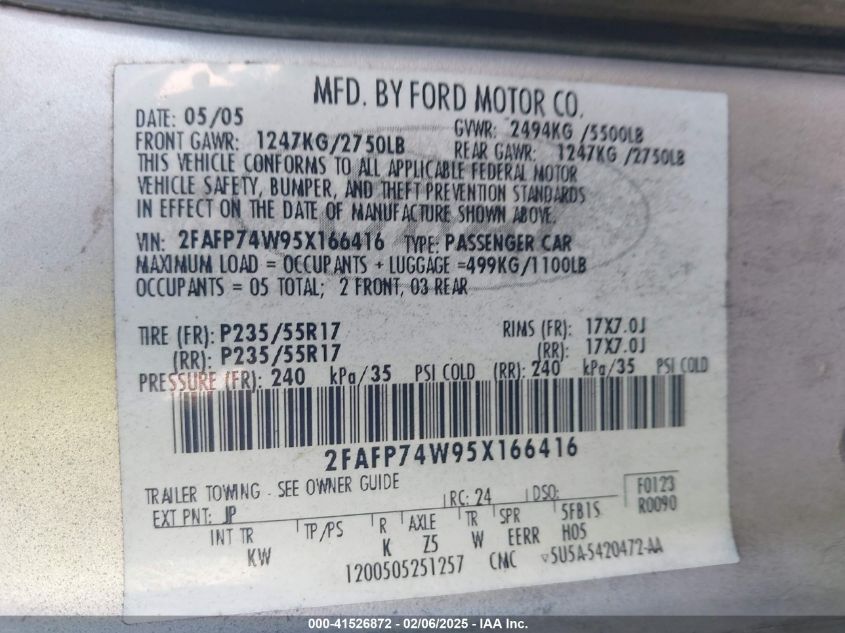 MFD. BY FORD MOTOR CO.
DATE: 05/05 GVWR: 2494KG /5500LB
FRONT GAWR: 1247KG/2750LB REAR GAWR: 1247KG /2750LB
THIS VEHICLE CONFORMS TO ALL APPLICABLE FEDERAL MOTOR
VEHICLE SAFETY, BUMPER, AND THEFT PREVENTION STANDARDS
IN EFFECT ON THE DATE OF MANUFACTURE SHOWN ABOVE.
VIN: 2FAFP74W95X166416 TYPE: PASSENGER CAR
MAXIMUM LOAD = OCCUPANTS + LUGGAGE =499KG/1100LB
OCCUPANTS = 05 TOTAL; 2 FRONT, 03 REAR
TIRE (FR): P235/55R17 RIMS (FR): 17X7.0J
(RR): P235/55R17 (RR): 17X7.0J
PRESSURE (FR): 240 kPa/35 PSI COLD (RR): 240 kPa/35 PSI COLD
2FAFP74W95X166416
TRAILER TOWING - SEE OWNER GUIDE
EXT PNT: JP RC: 24 DSO: F0123
R0090
INT TR TP/PS R AXLE TR SPR 5FB1S
KW K Z5 W EERR H05
1200505251257 CMC ▽5U5A-5420472-AA
000-41526872 - 02/06/2025 - IAA Inc.